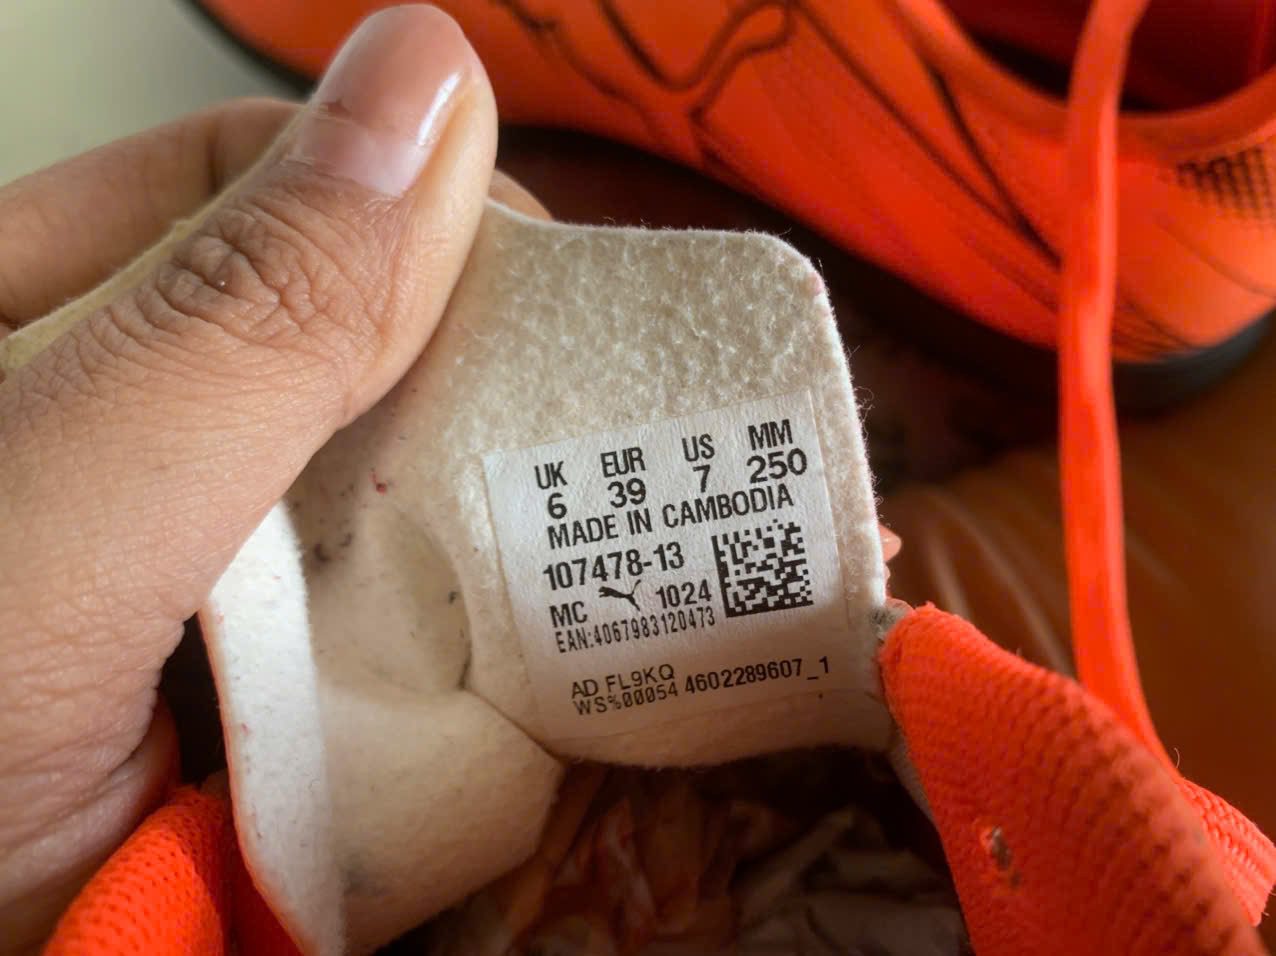 UK EUR US MM
6 39 7 250
MADE IN CAMBODIA
107478-13
MC 1024
EAN:4067983120473
AD FL9KQ
WS%00054 4602289607_1